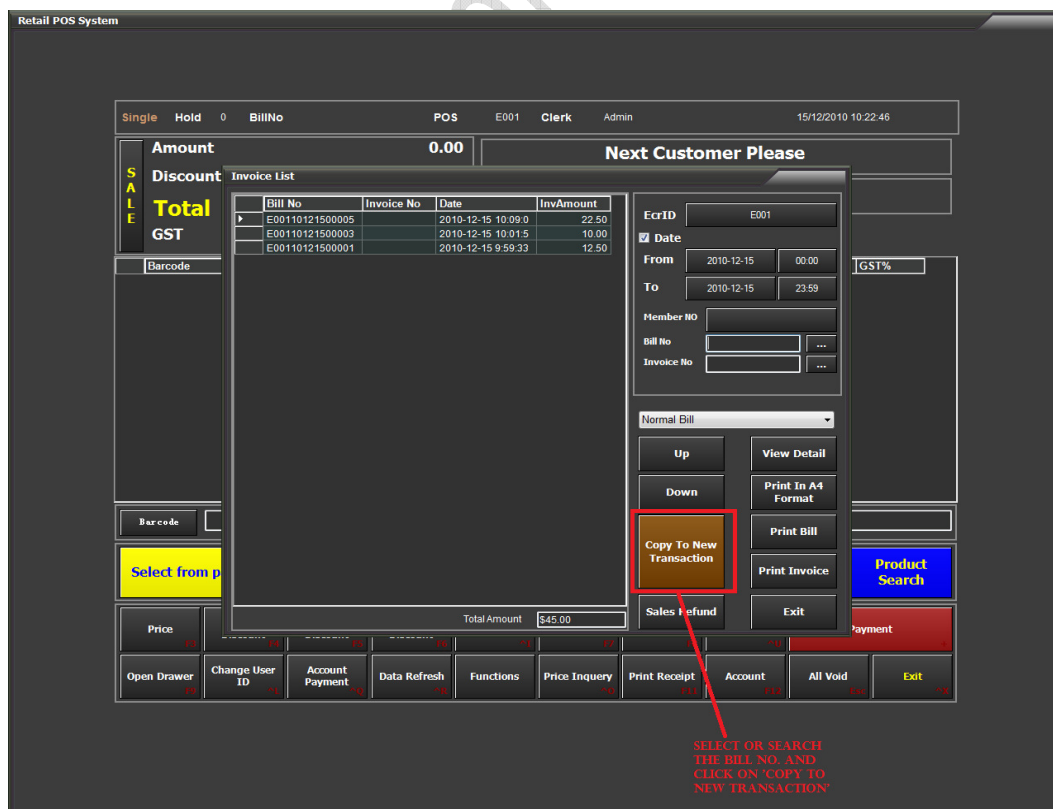 Retail POS System
Single Hold 0 BillNo POS E001 Clerk Admin 15/12/2010 10:22:46
SALE
Amount 0.00
Discount
Total
GST
Next Customer Please
Invoice List
Bill No Invoice No Date InvAmount
E00110121500005 2010-12-15 10:09:0 22.50
E00110121500003 2010-12-15 10:01:5 10.00
E00110121500001 2010-12-15 9:59:33 12.50
EcrID E001
Date
From 2010-12-15 00:00
To 2010-12-15 23:59
Member NO
Bill No ...
Invoice No ...
Normal Bill
Up View Detail
Down Print In A4
Format
Copy To New
Transaction
Print Bill
Print Invoice
Sales Refund Exit
Total Amount $45.00
Barcode GST%
Barcode
Select from p
Product
Search
Price
Payment
Open Drawer
Change User
ID
Account
Payment
Data Refresh
Functions
Price Inquery
Print Receipt
Account
All Void
Exit
SELECT OR SEARCH
THE BILL NO. AND
CLICK ON 'COPY TO
NEW TRANSACTION'